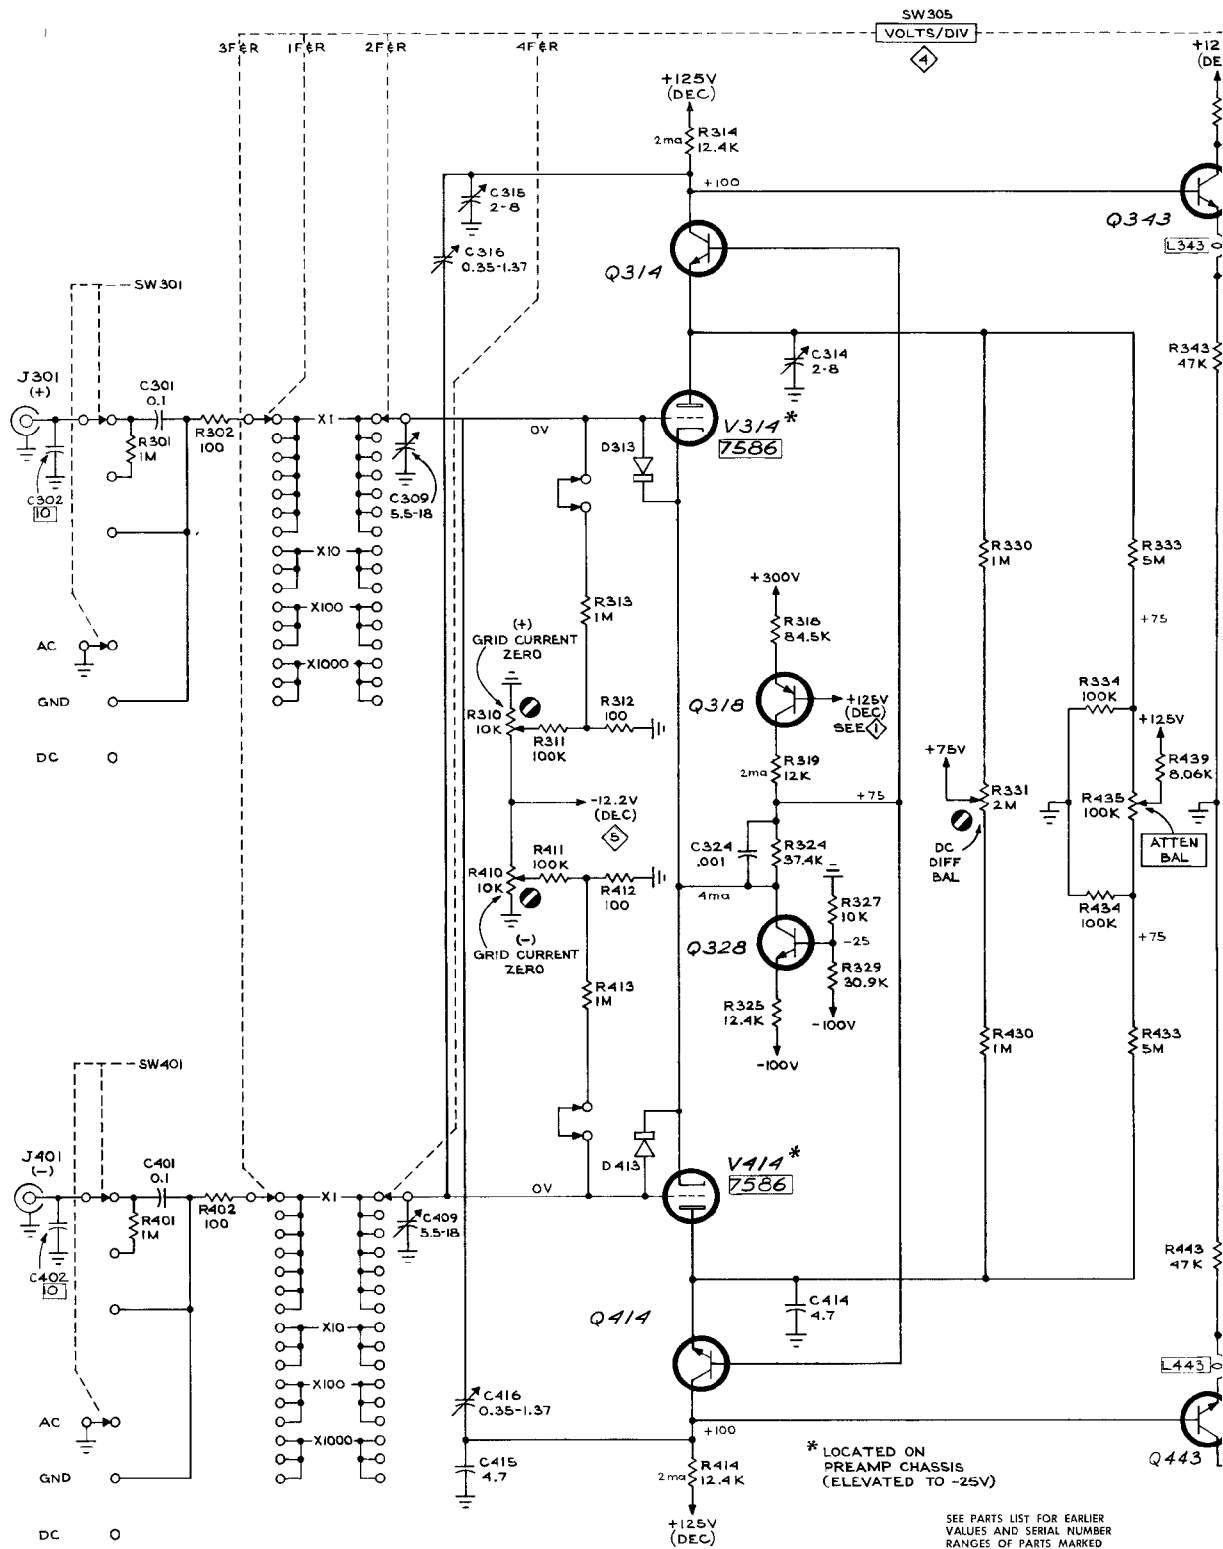 SW305
VOLTS/DIV
4
3F&R
1F&R
2F&R
4F&R
+12
(DE
+125V
(DEC)
2ma
R314
12.4K
+100
C315
2-8
Q343
L343
C316
0.35-1.37
Q314
SW301
C314
2-8
R343
47K
J301
(+)
C301
0.1
R301
1M
R302
100
C302
10
X1
0V
D313
V314*
7586
C309
5.5-18
X10
R330
1M
R333
5M
+300V
X100
R313
1M
R318
84.5K
+75
(+)
GRID CURRENT
ZERO
AC
X1000
R334
100K
GND
Q318
+125V
(DEC)
SEE 1
R310
10K
R312
100
R311
100K
+125V
DC
+75V
R439
8.06K
2ma
R319
12K
R331
2M
R435
100K
-12.2V
(DEC)
5
+75
DC
DIFF
BAL
ATTEN
BAL
C324
.001
R324
37.4K
R411
100K
R410
10K
R412
100
4ma
R327
10K
R434
100K
(-)
GRID CURRENT
ZERO
Q328
-25
+75
R329
30.9K
R413
1M
R325
12.4K
-100V
-100V
R430
1M
R433
5M
SW401
J401
(-)
C401
0.1
R401
1M
R402
100
C402
10
X1
0V
D413
V414*
7586
C409
5.5-18
R443
47K
C414
4.7
Q414
X10
L443
X100
C416
0.35-1.37
AC
X1000
+100
Q443
GND
C415
4.7
2ma
R414
12.4K
* LOCATED ON
PREAMP CHASSIS
(ELEVATED TO -25V)
DC
+125V
(DEC)
SEE PARTS LIST FOR EARLIER
VALUES AND SERIAL NUMBER
RANGES OF PARTS MARKED